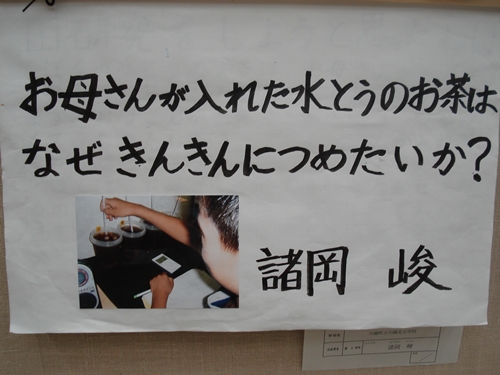 お母さんが入れた水とうのお茶は
なぜきんきんにつめたいか?
諸岡 峻